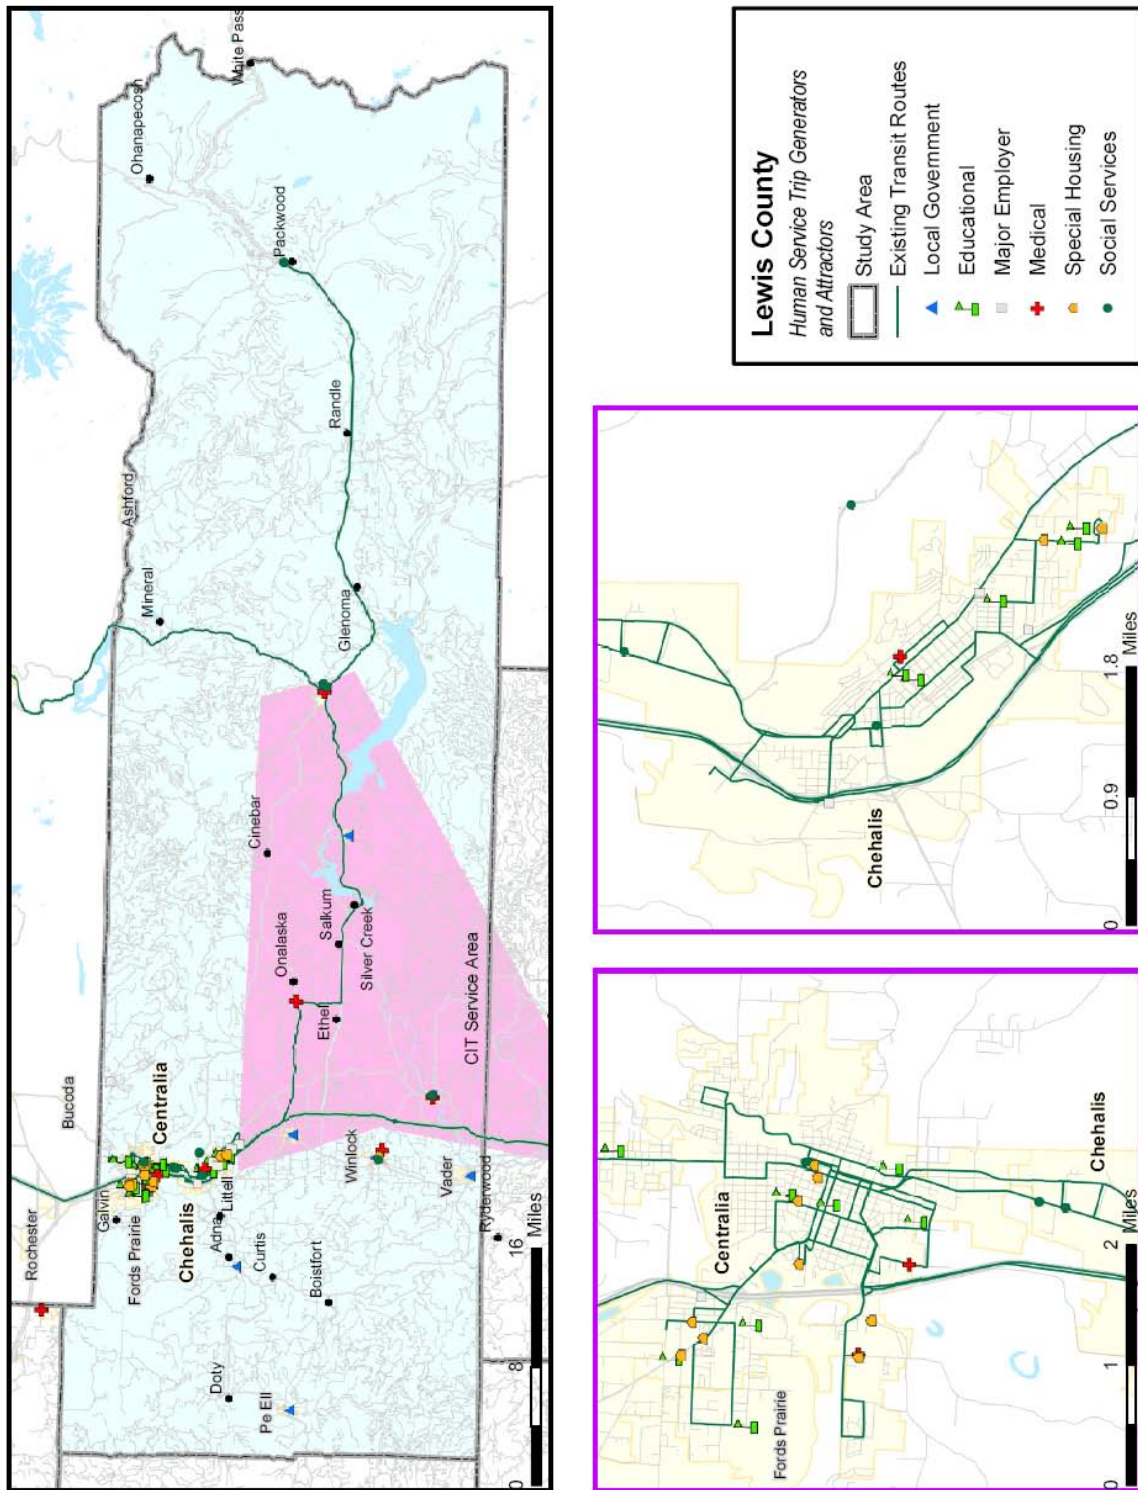 White Pass
Ohanapecosh
Packwood
Randle
Ashford
Mineral
Glenoma
Cinebar
Onalaska
Salkum
Silver Creek
Ethel
CIT Service Area
Bucoda
Centralia
Rochester
Galvin
Fords Prairie
Chehalis
Littell
Adna
Curtis
Boistfort
Doty
Pe Ell
Winlock
Vader
Ryderwood
0 8 16 Miles
Lewis County
Human Service Trip Generators
and Attractors
Study Area
Existing Transit Routes
Local Government
Educational
Major Employer
Medical
Special Housing
Social Services
Chehalis
0 0.9 1.8 Miles
Centralia
Fords Prairie
Chehalis
0 1 2 Miles